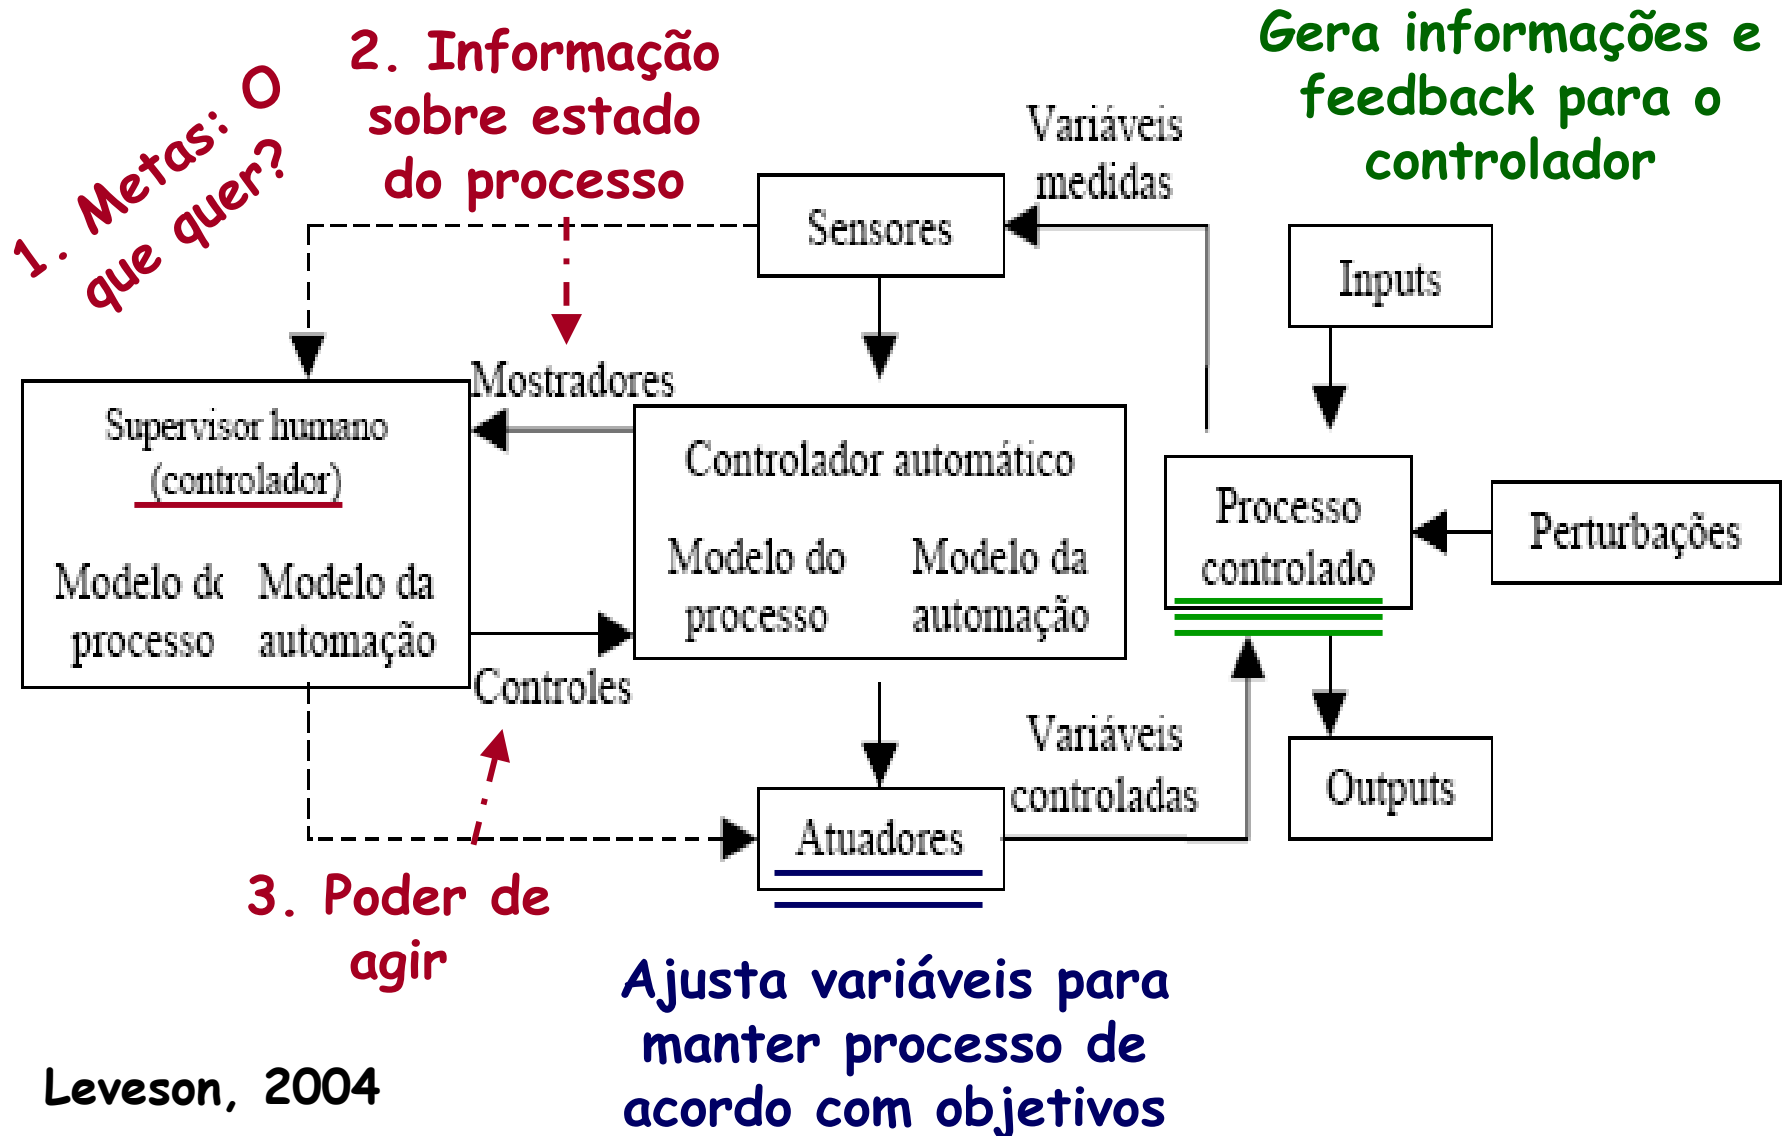 1. Metas: O
que quer?
2. Informação
sobre estado
do processo
Gera informações e
feedback para o
controlador
Variáveis
medidas
Sensores
Inputs
Mostradores
Supervisor humano
(controlador)
Modelo do
processo
Modelo da
automação
Controlador automático
Modelo do
processo
Modelo da
automação
Processo
controlado
Perturbações
Controles
Variáveis
controladas
Outputs
Atuadores
3. Poder de
agir
Ajusta variáveis para
manter processo de
acordo com objetivos
Leveson, 2004